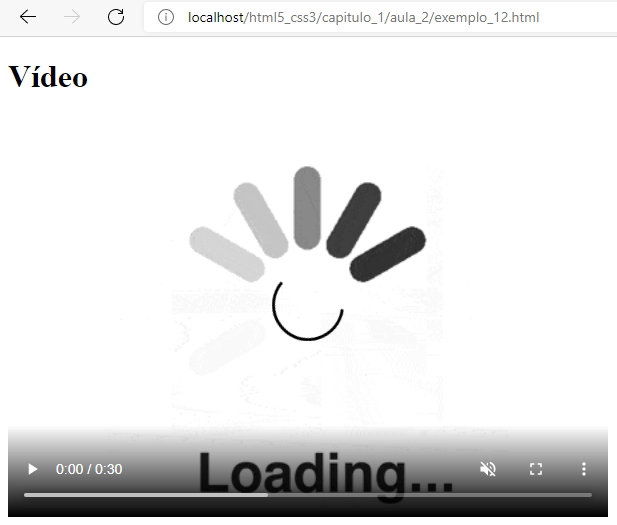 localhost/html5_css3/capitulo_1/aula_2/exemplo_12.html
Vídeo
0:00 / 0:30
Loading...